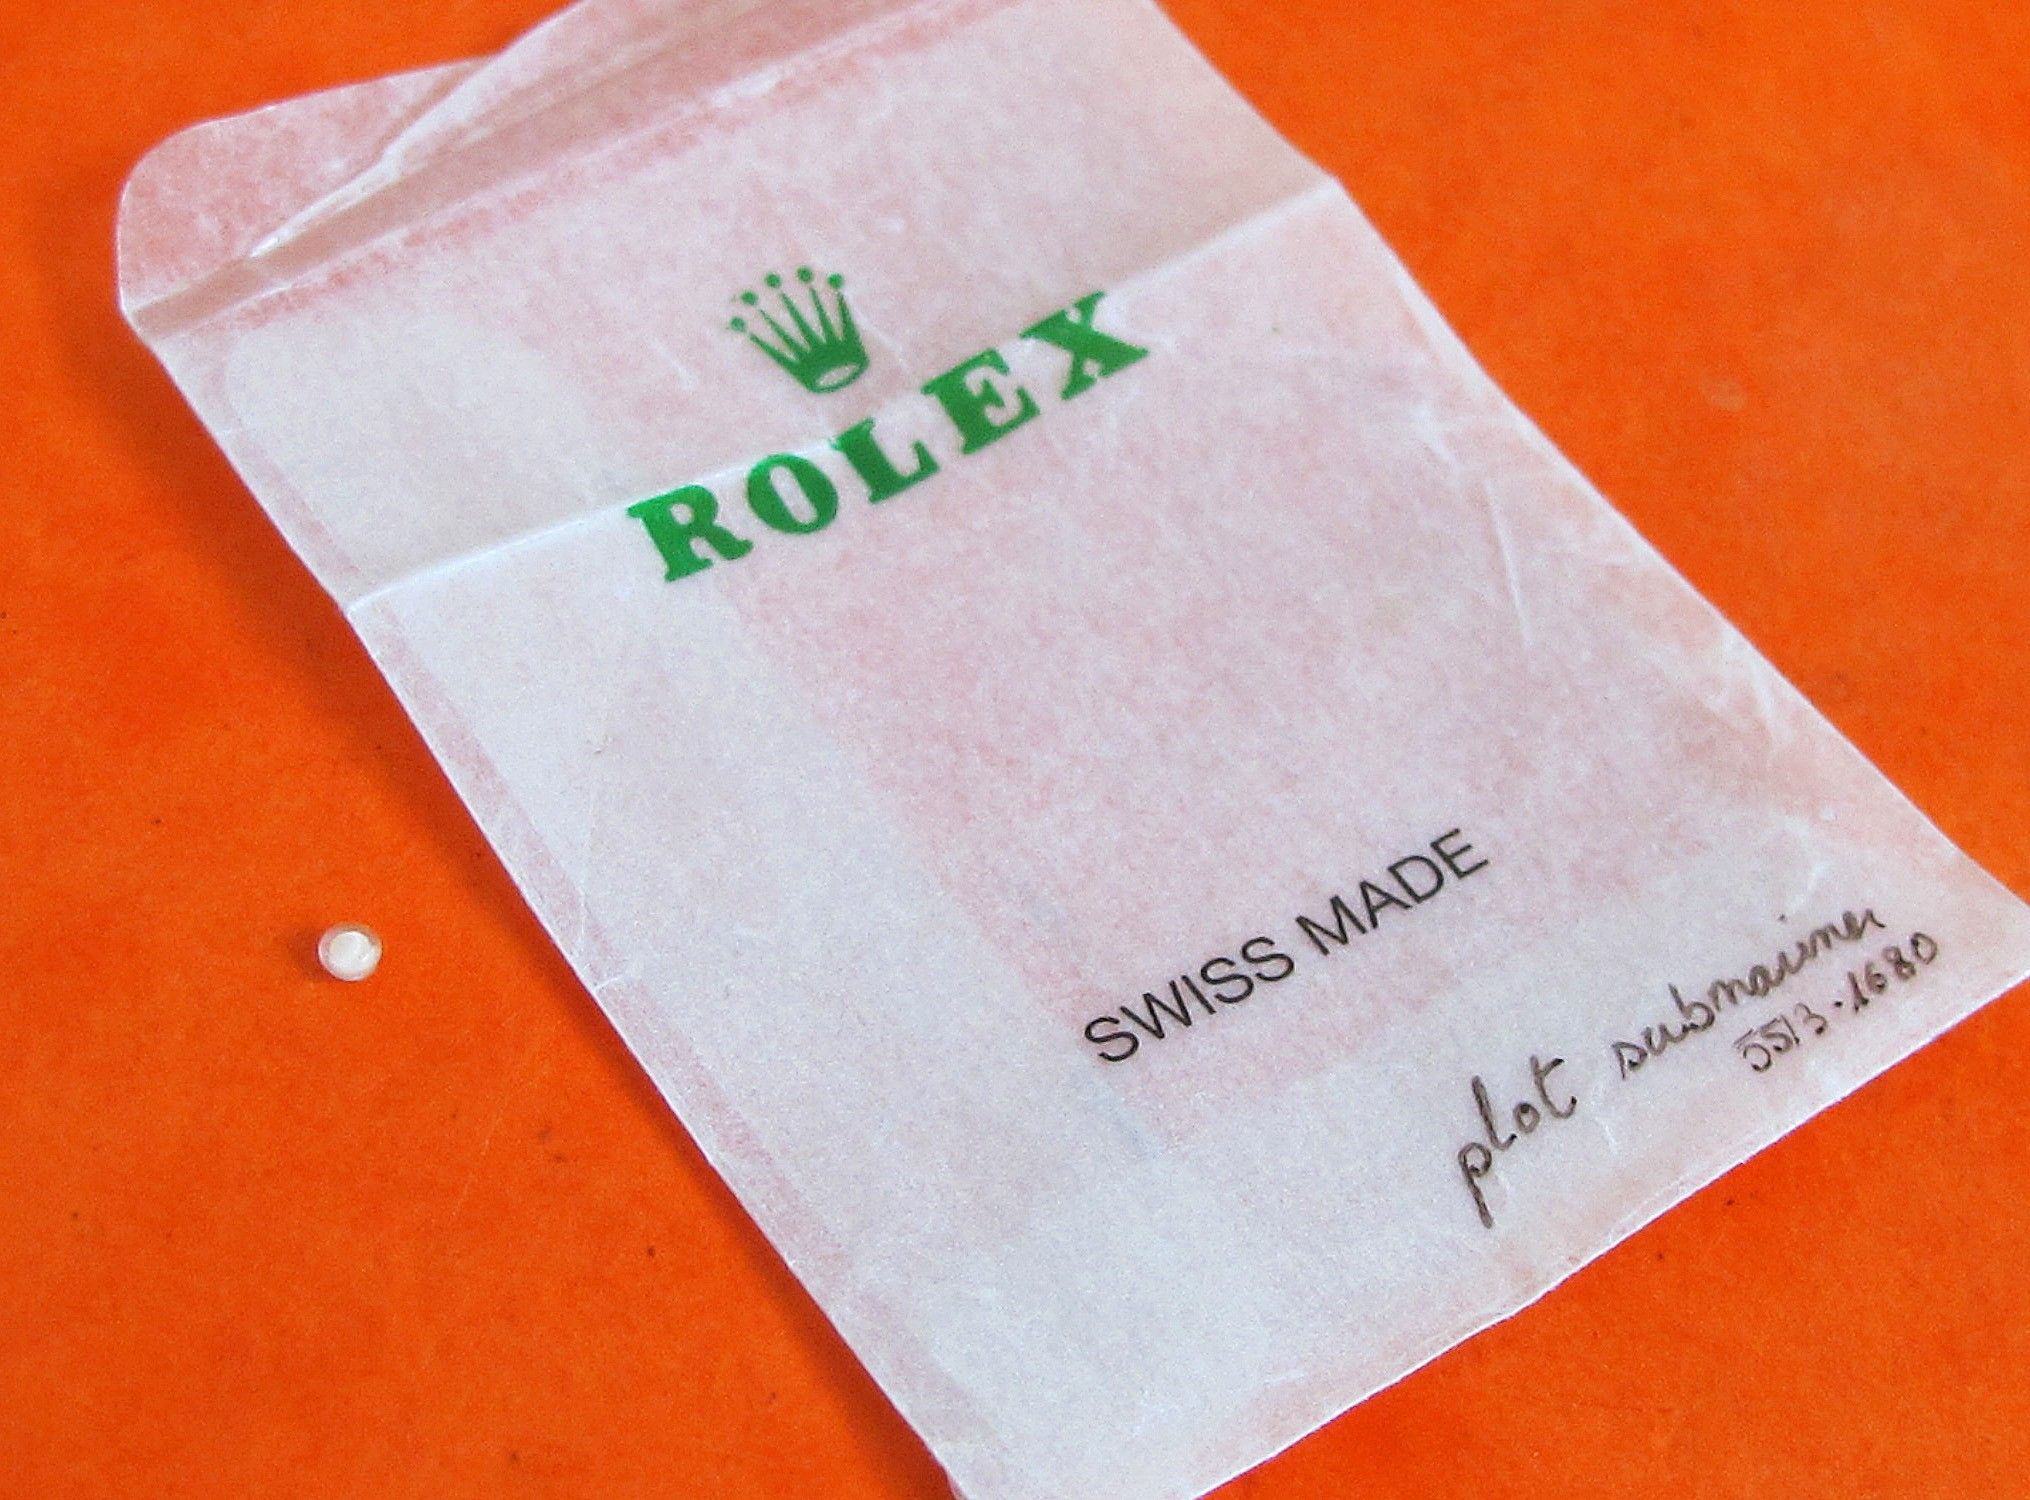 ROLEX
SWISS MADE
plot submariner
5513.1680